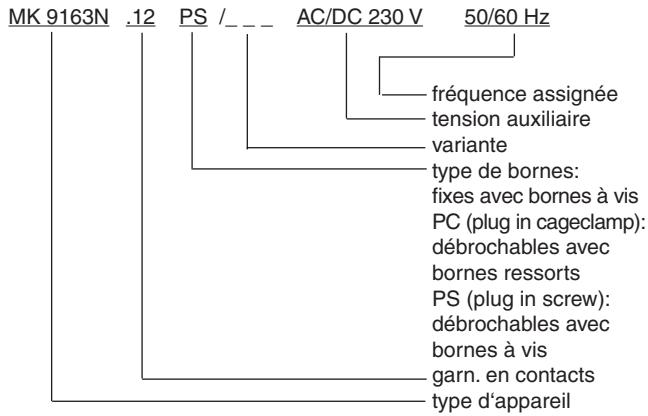 MK 9163N .12 PS /_ _ _ AC/DC 230 V 50/60 Hz
fréquence assignée
tension auxiliaire
variante
type de bornes:
fixes avec bornes à vis
PC (plug in cageclamp):
débrochables avec
bornes ressorts
PS (plug in screw):
débrochables avec
bornes à vis
garn. en contacts
type d'appareil